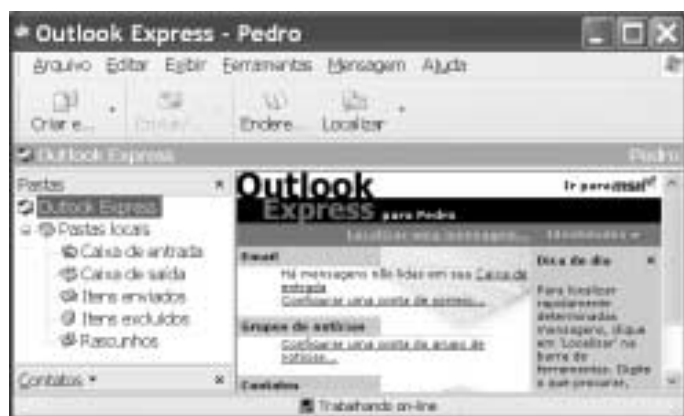 Outlook Express - Pedro
Arquivo Editar Exibir Ferramentas Mensagem Ajuda
Criar e... Enviar/... Endere... Localizar
Outlook Express Pedro
Pastas
Outlook Express
Pastas locais
Caixa de entrada
Caixa de saída
Itens enviados
Itens excluídos
Rascunhos
Contatos
Outlook
Express para Pedro
Ir para msn
Localizar uma mensagem... Identidades
Email
Há mensagens não lidas em sua Caixa de
entrada
Configurar uma conta de correio...
Grupos de notícias
Configurar uma conta de grupo de
notícias...
Contatos
Dica do dia
Para localizar
rapidamente
determinadas
mensagens, clique
em 'Localizar' na
barra de
ferramentas. Digite
o que procurar,
Trabalhando on-line